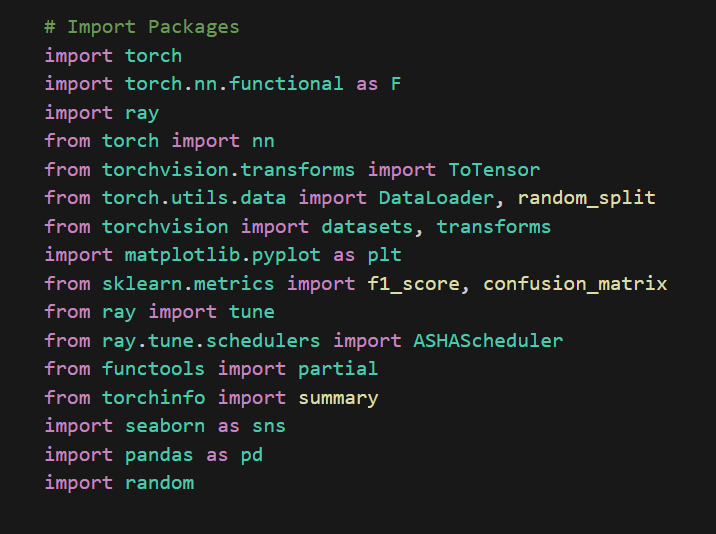 # Import Packages
import torch
import torch.nn.functional as F
import ray
from torch import nn
from torchvision.transforms import ToTensor
from torch.utils.data import DataLoader, random_split
from torchvision import datasets, transforms
import matplotlib.pyplot as plt
from sklearn.metrics import f1_score, confusion_matrix
from ray import tune
from ray.tune.schedulers import ASHAScheduler
from functools import partial
from torchinfo import summary
import seaborn as sns
import pandas as pd
import random